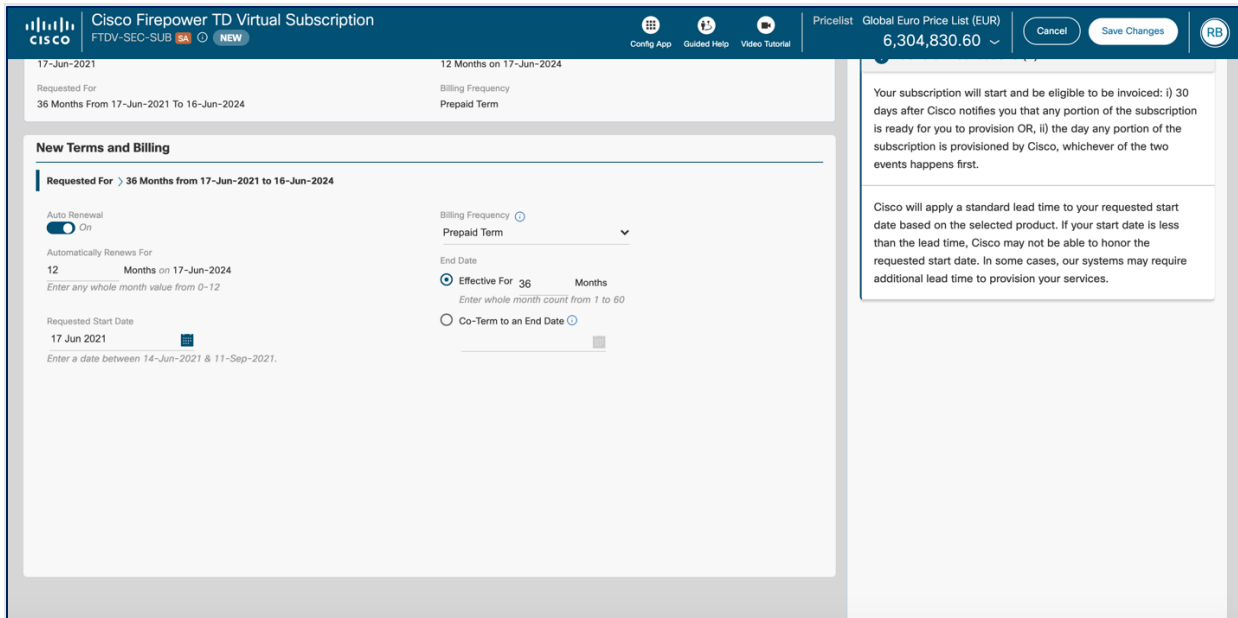 CISCO
Cisco Firepower TD Virtual Subscription
FTDV-SEC-SUB SA NEW
Config App
Guided Help
Video Tutorial
Pricelist Global Euro Price List (EUR)
6,304,830.60
Cancel
Save Changes
RB
17-Jun-2021
12 Months on 17-Jun-2024
Requested For
Billing Frequency
36 Months From 17-Jun-2021 To 16-Jun-2024
Prepaid Term
New Terms and Billing
Requested For > 36 Months from 17-Jun-2021 to 16-Jun-2024
Auto Renewal
On
Automatically Renews For
12 Months on 17-Jun-2024
Enter any whole month value from 0-12
Requested Start Date
17 Jun 2021
Enter a date between 14-Jun-2021 & 11-Sep-2021.
Billing Frequency
Prepaid Term
End Date
Effective For 36 Months
Enter whole month count from 1 to 60
Co-Term to an End Date
Your subscription will start and be eligible to be invoiced: i) 30
days after Cisco notifies you that any portion of the subscription
is ready for you to provision OR, ii) the day any portion of the
subscription is provisioned by Cisco, whichever of the two
events happens first.
Cisco will apply a standard lead time to your requested start
date based on the selected product. If your start date is less
than the lead time, Cisco may not be able to honor the
requested start date. In some cases, our systems may require
additional lead time to provision your services.